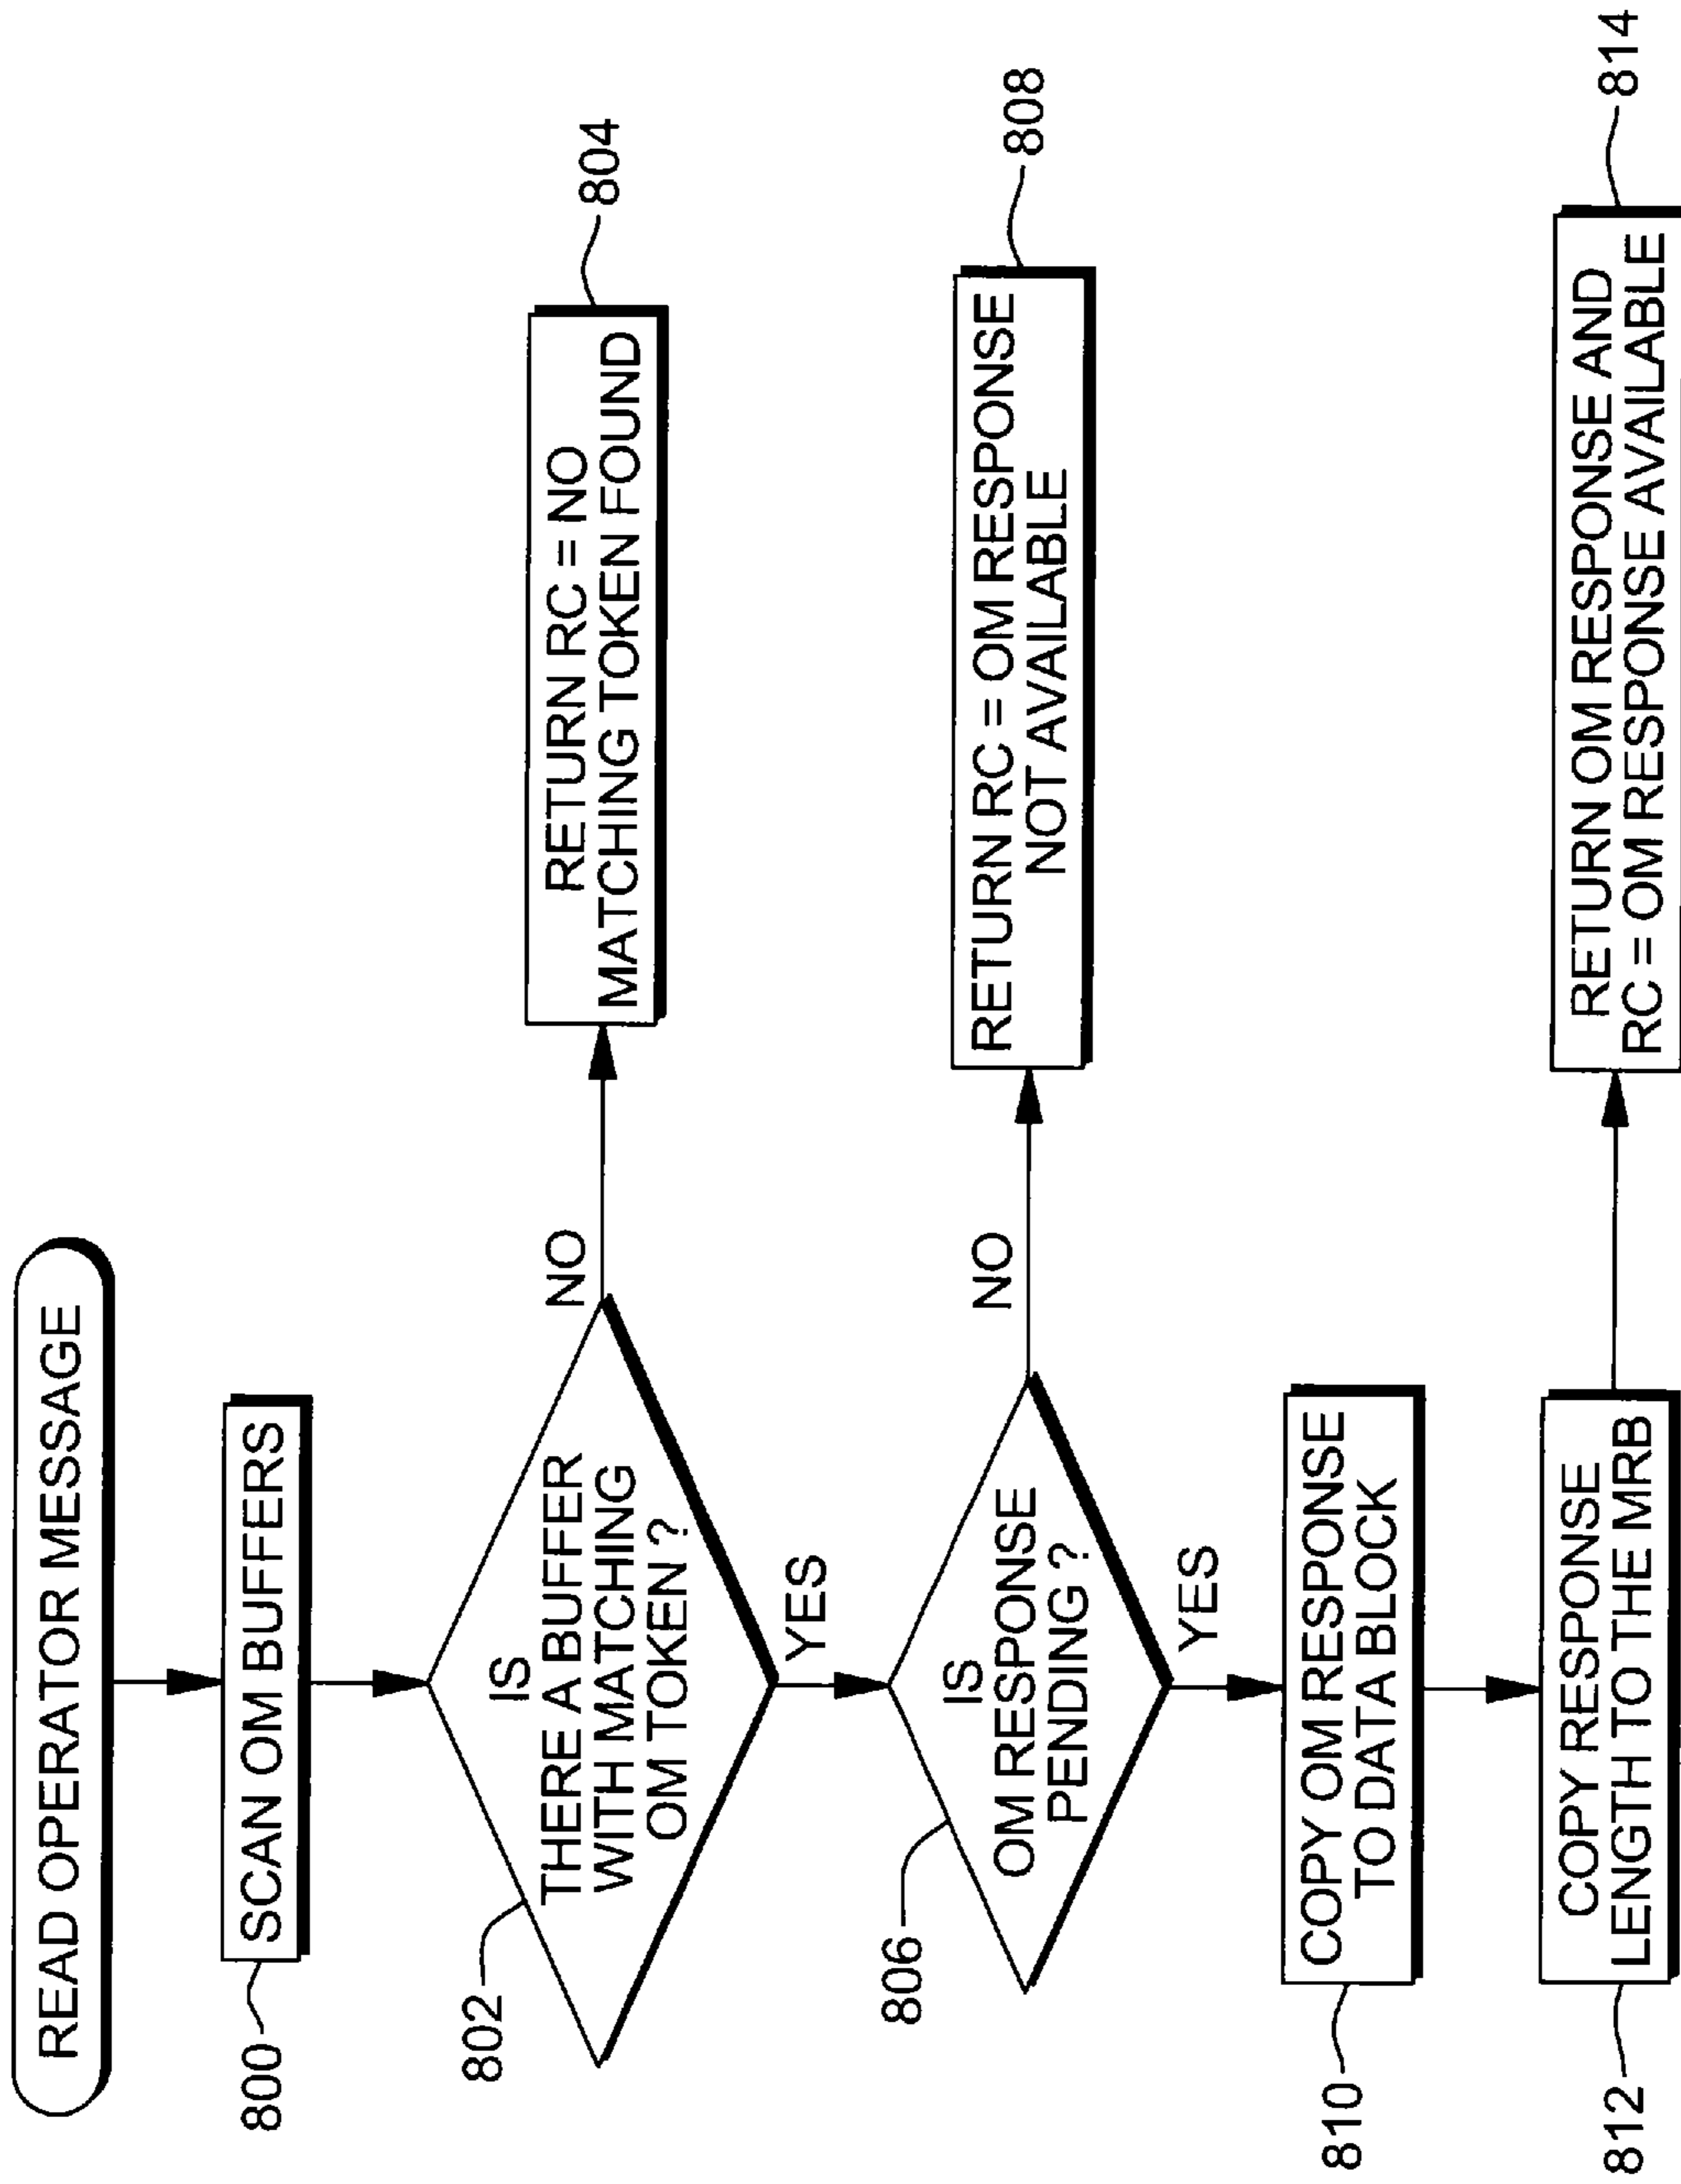 READ OPERATOR MESSAGE
800
SCAN OM BUFFERS
802
IS
THERE A BUFFER
WITH MATCHING
OM TOKEN ?
NO
RETURN RC = NO
MATCHING TOKEN FOUND
804
YES
806
IS
OM RESPONSE
PENDING ?
NO
RETURN RC = OM RESPONSE
NOT AVAILABLE
808
YES
810
COPY OM RESPONSE
TO DATA BLOCK
812
COPY RESPONSE
LENGTH TO THE MRB
RETURN OM RESPONSE AND
RC = OM RESPONSE AVAILABLE
814